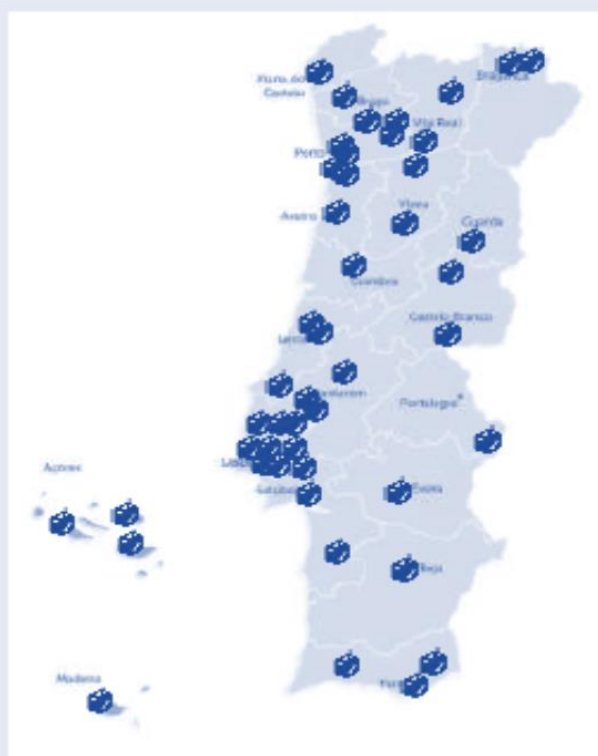 Viana do
Castelo
Bragança
Braga
Vila Real
Porto
Viseu
Aveiro
Guarda
Coimbra
Castelo Branco
Leiria
Santarém
Portalegre
Lisboa
Açores
Setúbal
Évora
Beja
Madeira
Faro